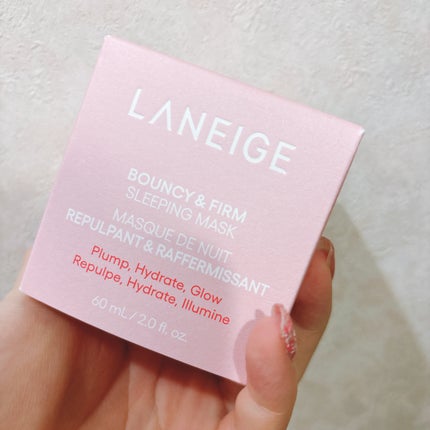 LANEIGE
BOUNCY & FIRM
SLEEPING MASK
MASQUE DE NUIT
REPULPANT & RAFFERMISSANT
Plump, Hydrate, Glow
Repulpe, Hydrate, Illumine
60 mL / 2.0 fl. oz.